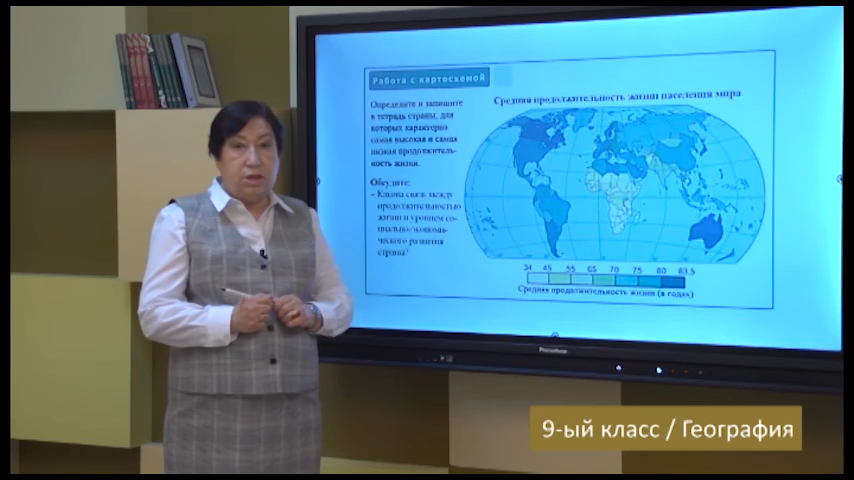 Работа с картосхемой
Определите и запишите
в тетрадь страны, для
которых характерна
самая высокая и самая
низкая продолжитель-
ность жизни.
Обсудите:
– Какова связь между
продолжительностью
жизни и уровнем со-
циально-экономи-
ческого развития
страны?
Средняя продолжительность жизни населения мира
34 45 55 65 70 75 80 83.5
Средняя продолжительность жизни (в годах)
9-ый класс / География